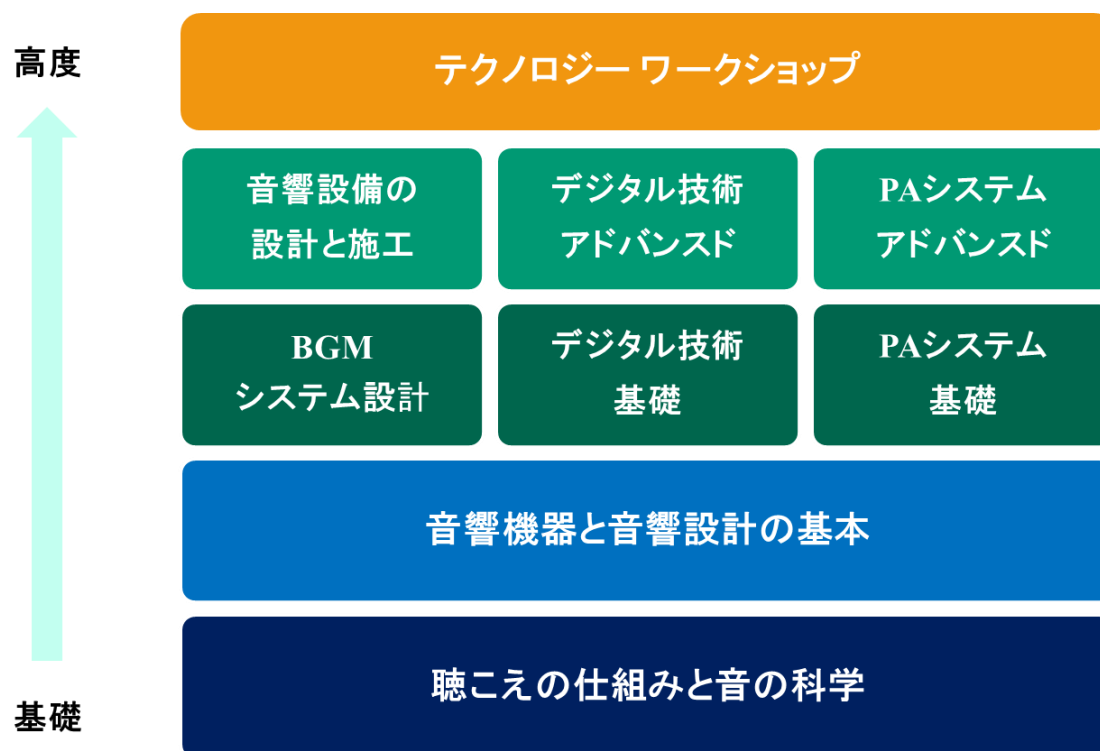 高度
テクノロジー ワークショップ
音響設備の
設計と施工
デジタル技術
アドバンスド
PAシステム
アドバンスド
BGM
システム設計
デジタル技術
基礎
PAシステム
基礎
音響機器と音響設計の基本
聴こえの仕組みと音の科学
基礎